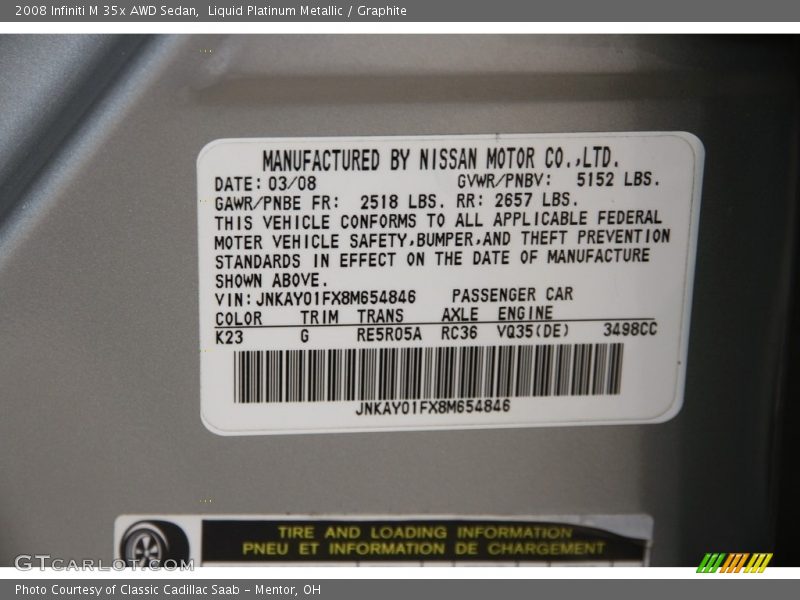 2008 Infiniti M 35x AWD Sedan,  Liquid Platinum Metallic / Graphite
MANUFACTURED BY NISSAN MOTOR CO.,LTD.
DATE: 03/08 GVWR/PNBV: 5152 LBS.
GAWR/PNBE FR: 2518 LBS. RR: 2657 LBS.
THIS VEHICLE CONFORMS TO ALL APPLICABLE FEDERAL
MOTER VEHICLE SAFETY,BUMPER,AND THEFT PREVENTION
STANDARDS IN EFFECT ON THE DATE OF MANUFACTURE
SHOWN ABOVE.
VIN: JNKAY01FX8M654846 PASSENGER CAR
COLOR TRIM TRANS AXLE ENGINE
K23 G RE5R05A RC36 VQ35(DE) 3498CC
JNKAY01FX8M654846
TIRE AND LOADING INFORMATION
PNEU ET INFORMATION DE CHARGEMENT
GTCARLOT.COM
Photo Courtesy of Classic Cadillac Saab - Mentor, OH